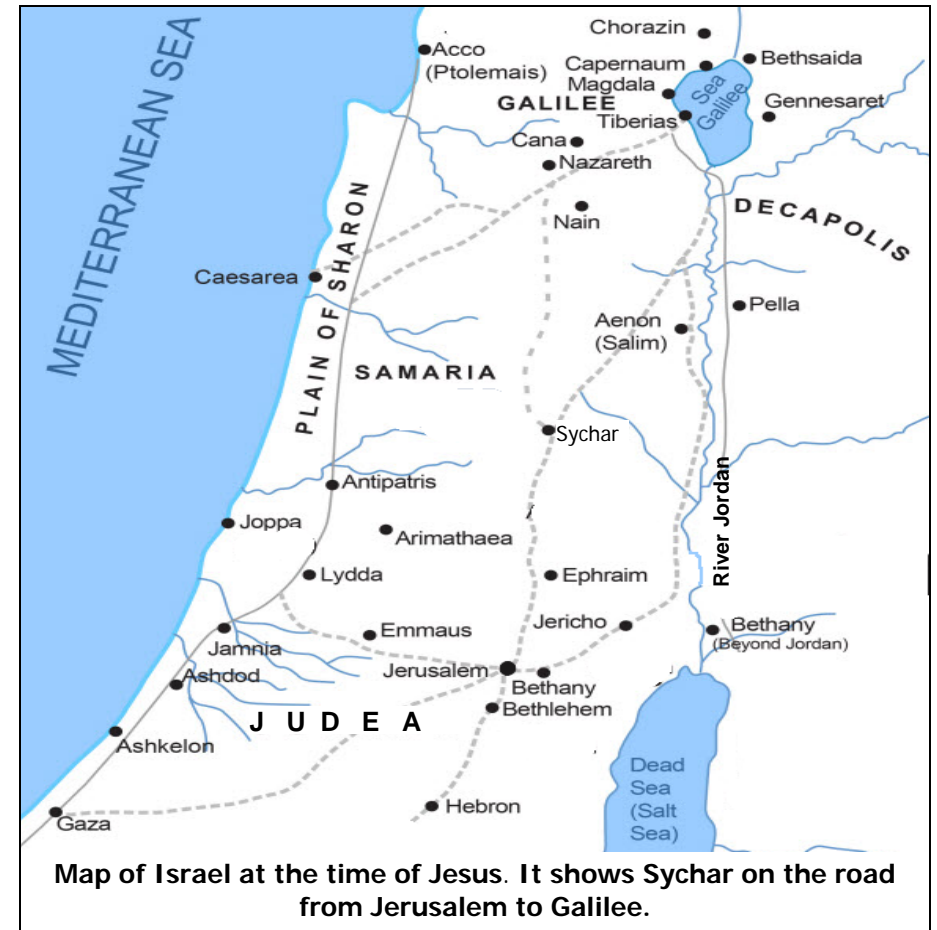 MEDITERRANEAN SEA
Chorazin
Acco
(Ptolemais)
Capernaum
Bethsaida
Magdala
GALILEE
Sea
Galilee
Gennesaret
Tiberias
Cana
Nazareth
Nain
DECAPOLIS
PLAIN OF SHARON
Caesarea
Pella
Aenon
(Salim)
SAMARIA
Sychar
Antipatris
Joppa
Arimathaea
River Jordan
Lydda
Ephraim
Jericho
Bethany
(Beyond Jordan)
Emmaus
Jamnia
Jerusalem
Bethany
Ashdod
Bethlehem
JUDEA
Ashkelon
Dead
Sea
(Salt
Sea)
Hebron
Gaza
Map of Israel at the time of Jesus. It shows Sychar on the road
from Jerusalem to Galilee.